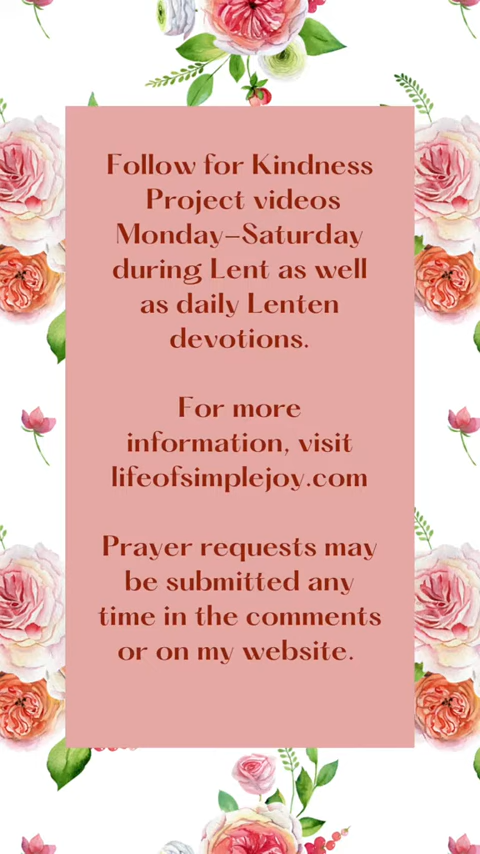 Follow for Kindness
Project videos
Monday–Saturday
during Lent as well
as daily Lenten
devotions.
For more
information, visit
lifeofsimplejoy.com
Prayer requests may
be submitted any
time in the comments
or on my website.